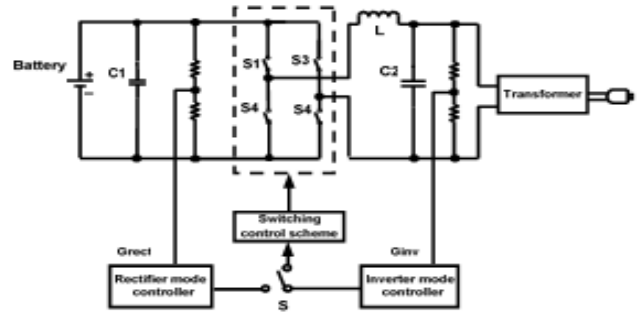 S1
S3
L
Battery
+
−
C1
C2
S4
S4
Transformer
Switching
control scheme
Grect
Ginv
Rectifier mode
controller
S
Inverter mode
controller